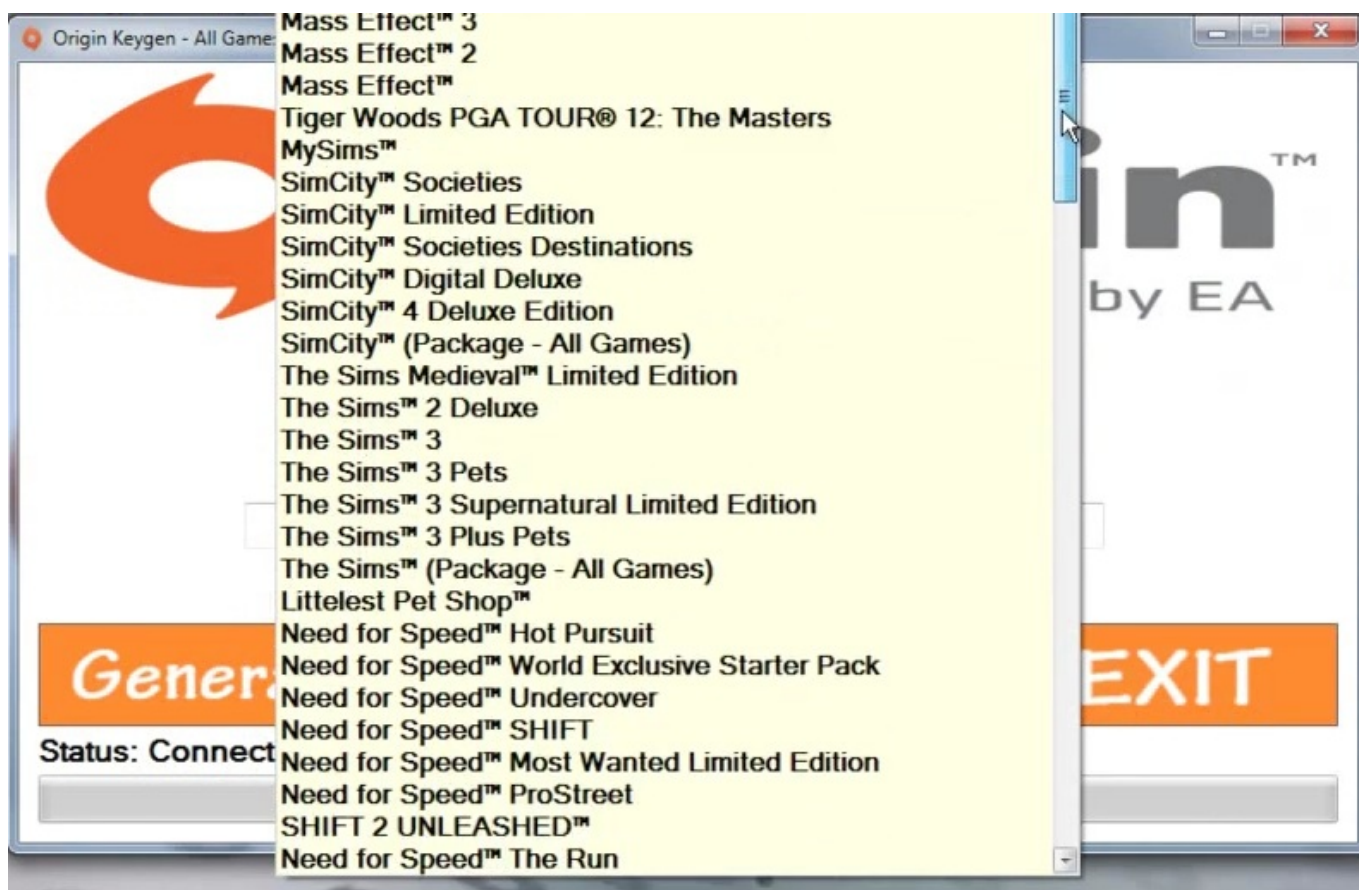 Origin Keygen - All Game
Mass Effect™ 3
Mass Effect™ 2
Mass Effect™
Tiger Woods PGA TOUR® 12: The Masters
MySims™
SimCity™ Societies
SimCity™ Limited Edition
SimCity™ Societies Destinations
SimCity™ Digital Deluxe
SimCity™ 4 Deluxe Edition
SimCity™ (Package - All Games)
The Sims Medieval™ Limited Edition
The Sims™ 2 Deluxe
The Sims™ 3
The Sims™ 3 Pets
The Sims™ 3 Supernatural Limited Edition
The Sims™ 3 Plus Pets
The Sims™ (Package - All Games)
Littelest Pet Shop™
Need for Speed™ Hot Pursuit
Need for Speed™ World Exclusive Starter Pack
Need for Speed™ Undercover
Need for Speed™ SHIFT
Need for Speed™ Most Wanted Limited Edition
Need for Speed™ ProStreet
SHIFT 2 UNLEASHED™
Need for Speed™ The Run
in™
by EA
Gener
EXIT
Status: Connect